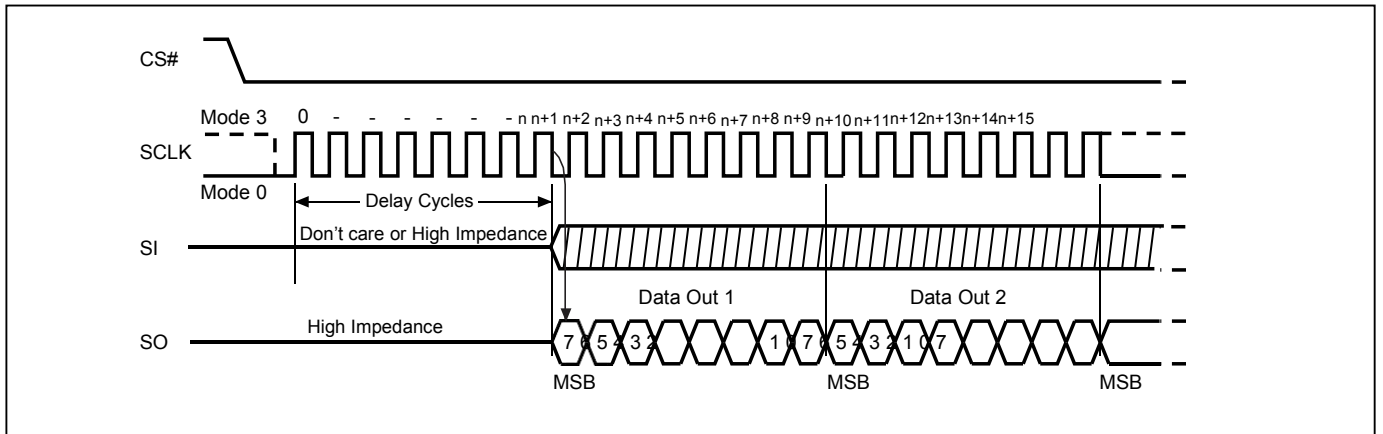 CS#
Mode 3
0 - - - - - - n n+1 n+2 n+3 n+4 n+5 n+6 n+7 n+8 n+9 n+10 n+11 n+12 n+13 n+14 n+15
SCLK
Mode 0
Delay Cycles
Don't care or High Impedance
SI
Data Out 1
Data Out 2
High Impedance
SO
7 6 5 4 3 2 1 0 7 6 5 4 3 2 1 0 7
MSB
MSB
MSB